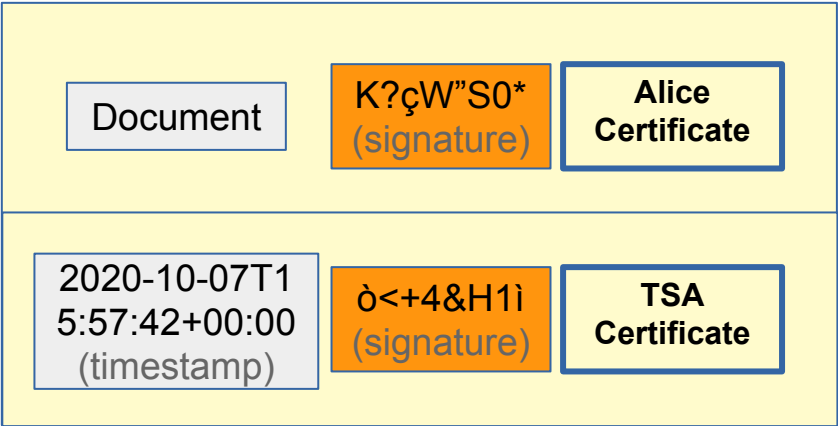 Document
K?çW”S0*
(signature)
Alice
Certificate
2020-10-07T1
5:57:42+00:00
(timestamp)
ò<+4&H1ì
(signature)
TSA
Certificate